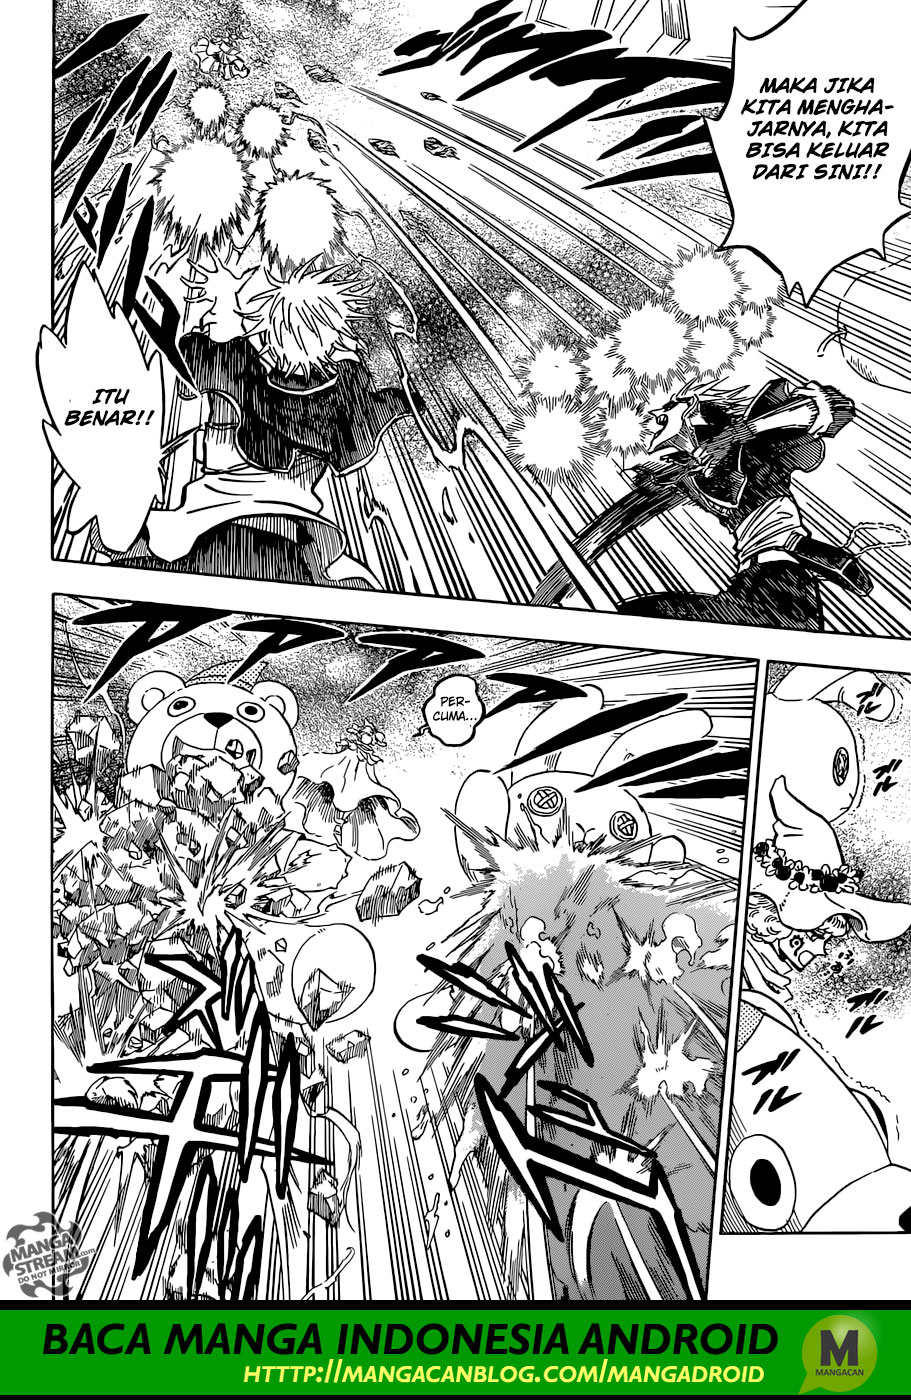 MAKA JIKA
KITA MENGHA-
JARNYA, KITA
BISA KELUAR
DARI SINI!!
ITU
BENAR!!
PER-
CUMA...
MANGA
STREAM.com
DO NOT MIRROR
BACA MANGA INDONESIA ANDROID
HTTTP://MANGACANBLOG.COM/MANGADROID
M
MANGACAN